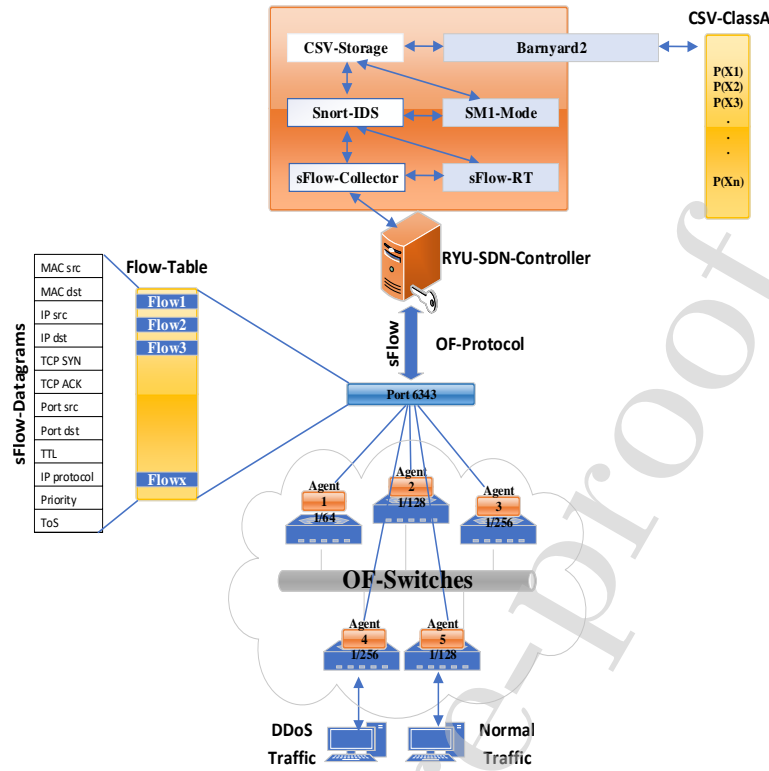 CSV-ClassA
CSV-Storage
Barnyard2
P(X1)
P(X2)
P(X3)
.
.
.
P(Xn)
Snort-IDS
SM1-Mode
sFlow-Collector
sFlow-RT
RYU-SDN-Controller
sFlow
OF-Protocol
Port 6343
Flow-Table
Flow1
Flow2
Flow3
Flowx
sFlow-Datagrams
MAC src
MAC dst
IP src
IP dst
TCP SYN
TCP ACK
Port src
Port dst
TTL
IP protocol
Priority
ToS
Agent
1
1/64
Agent
2
1/128
Agent
3
1/256
OF-Switches
Agent
4
1/256
Agent
5
1/128
DDoS
Traffic
Normal
Traffic
e-proof